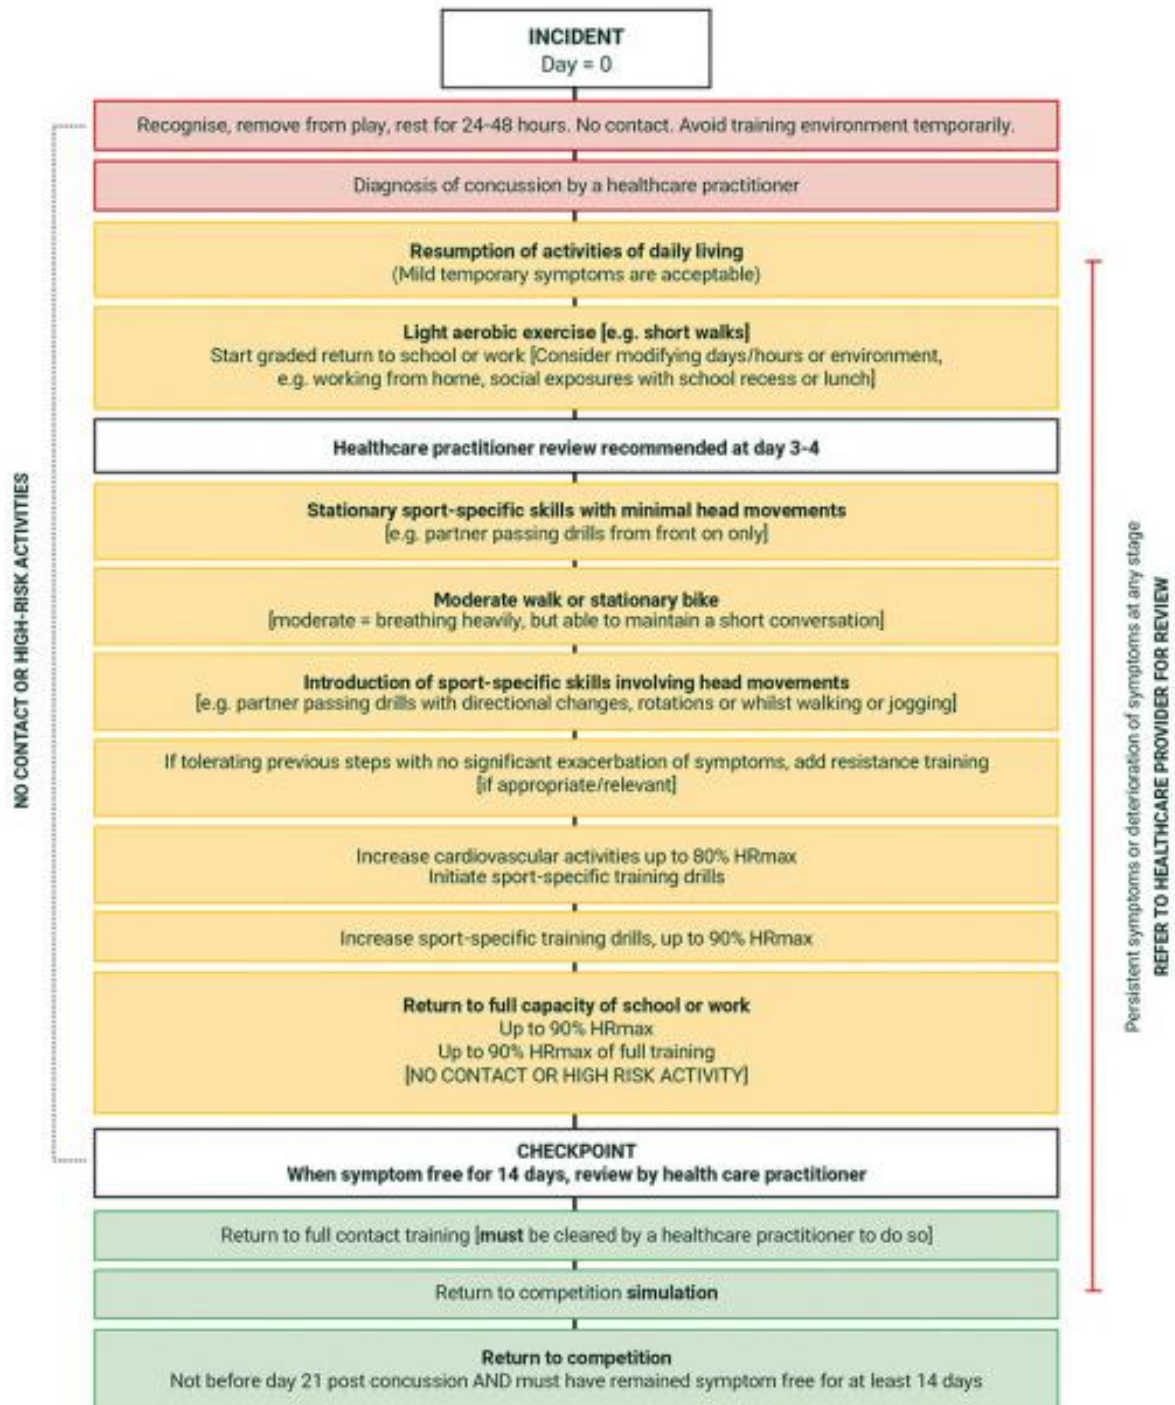 INCIDENT
Day = 0
Recognise, remove from play, rest for 24-48 hours. No contact. Avoid training environment temporarily.
Diagnosis of concussion by a healthcare practitioner
Resumption of activities of daily living
(Mild temporary symptoms are acceptable)
Light aerobic exercise [e.g. short walks]
Start graded return to school or work [Consider modifying days/hours or environment,
e.g. working from home, social exposures with school recess or lunch]
Healthcare practitioner review recommended at day 3-4
Stationary sport-specific skills with minimal head movements
[e.g. partner passing drills from front on only]
Moderate walk or stationary bike
[moderate = breathing heavily, but able to maintain a short conversation]
Introduction of sport-specific skills involving head movements
[e.g. partner passing drills with directional changes, rotations or whilst walking or jogging]
If tolerating previous steps with no significant exacerbation of symptoms, add resistance training
[if appropriate/relevant]
Increase cardiovascular activities up to 80% HRmax
Initiate sport-specific training drills
Increase sport-specific training drills, up to 90% HRmax
Return to full capacity of school or work
Up to 90% HRmax
Up to 90% HRmax of full training
[NO CONTACT OR HIGH RISK ACTIVITY]
CHECKPOINT
When symptom free for 14 days, review by health care practitioner
Return to full contact training [must be cleared by a healthcare practitioner to do so]
Return to competition simulation
Return to competition
Not before day 21 post concussion AND must have remained symptom free for at least 14 days
NO CONTACT OR HIGH-RISK ACTIVITIES
Persistent symptoms or deterioration of symptoms at any stage
REFER TO HEALTHCARE PROVIDER FOR REVIEW